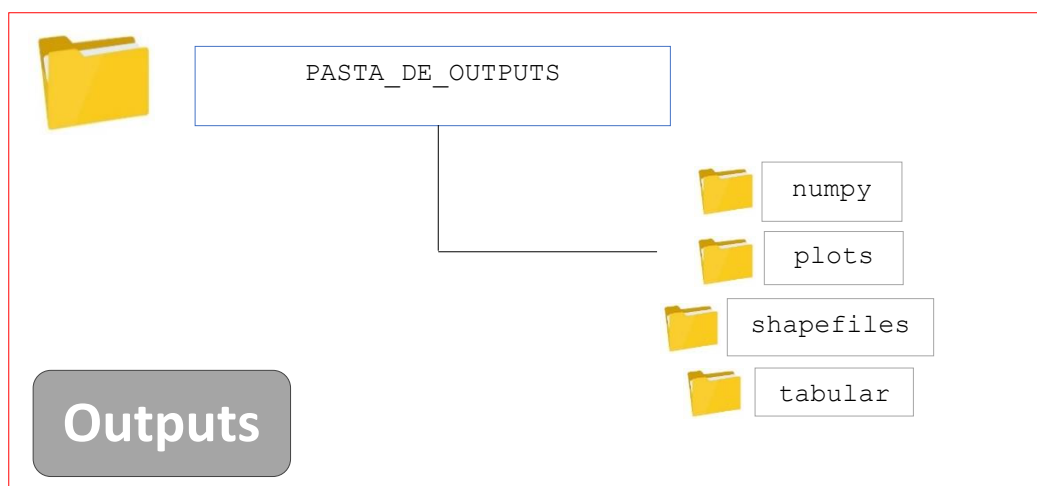 PASTA_DE_OUTPUTS
numpy
plots
shapefiles
tabular
Outputs